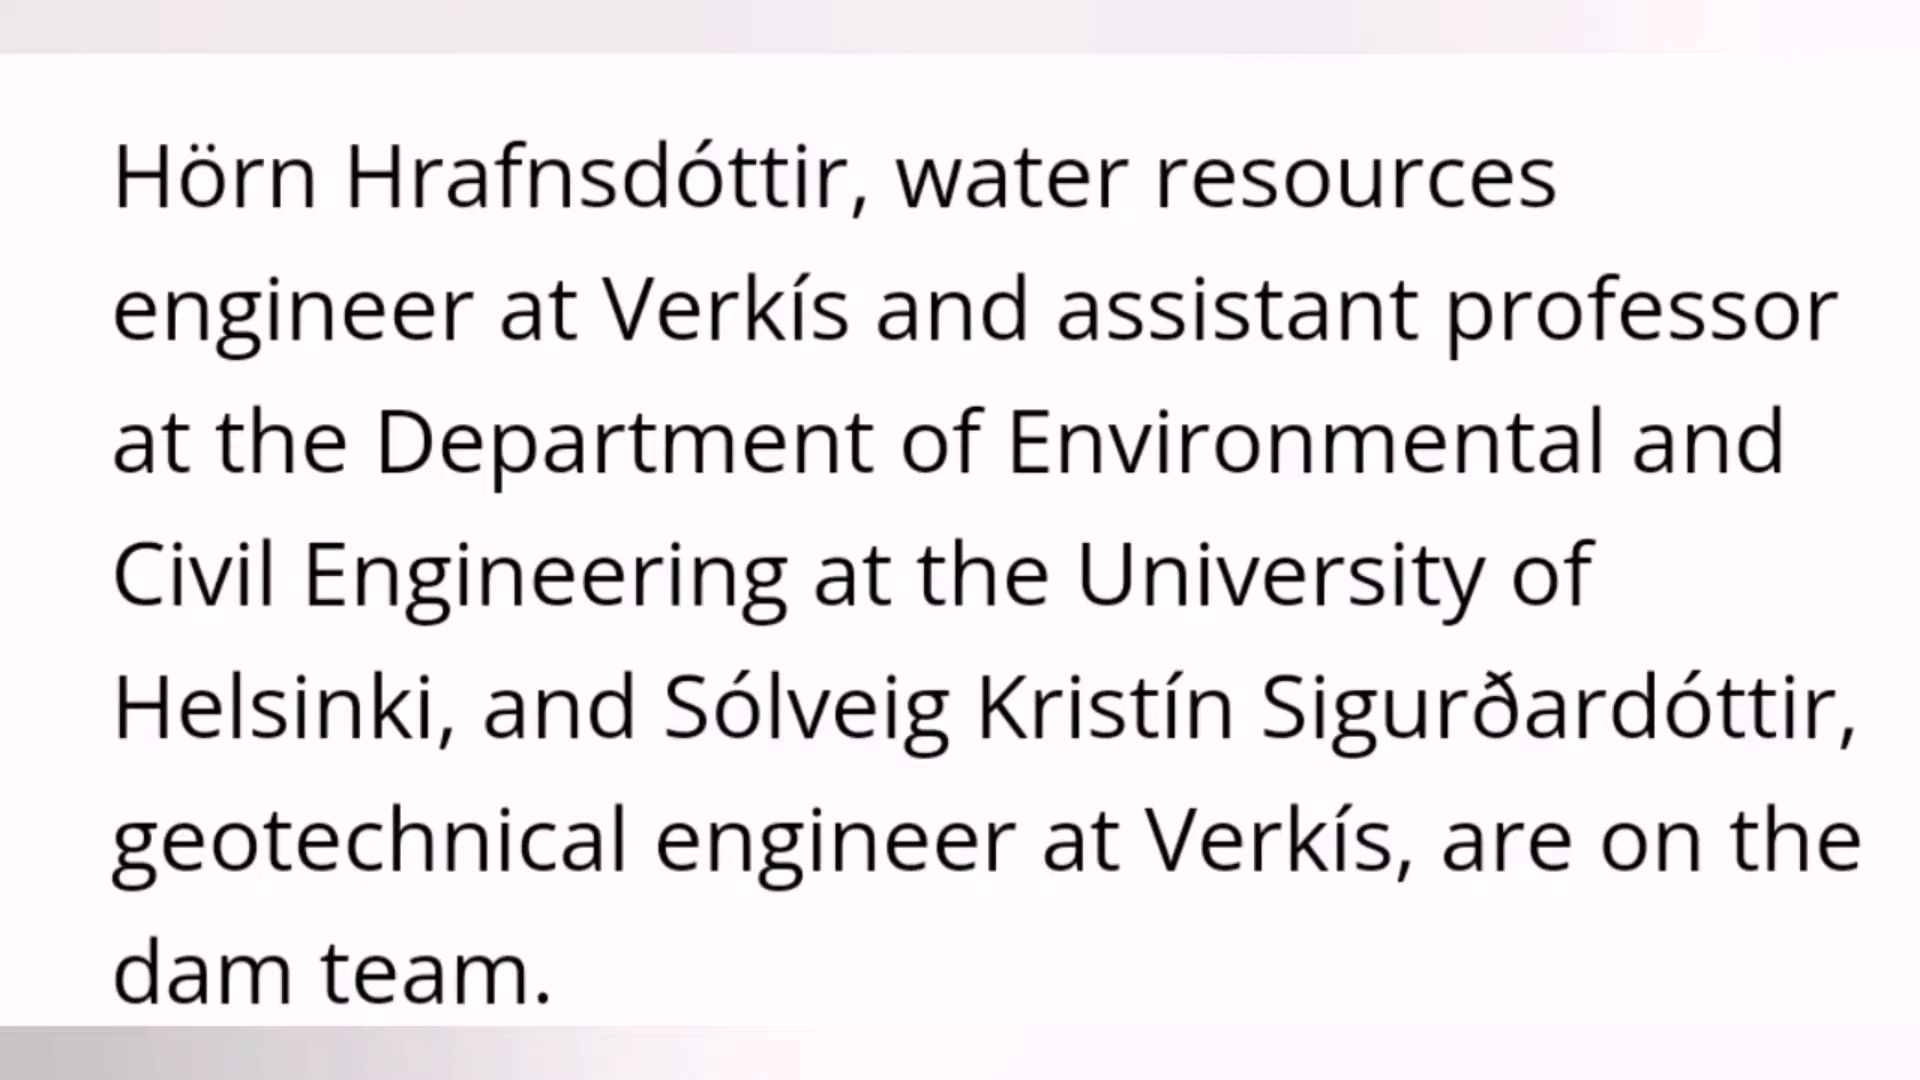 Hörn Hrafnsdóttir, water resources
engineer at Verkís and assistant professor
at the Department of Environmental and
Civil Engineering at the University of
Helsinki, and Sólveig Kristín Sigurðardóttir,
geotechnical engineer at Verkís, are on the
dam team.